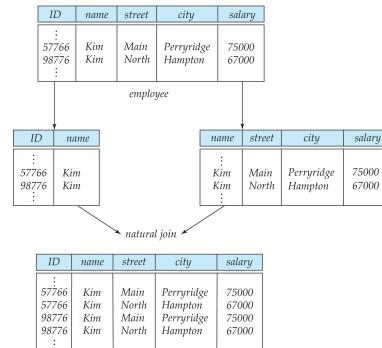 ID name street city salary
⋮
57766 Kim Main Perryridge 75000
98776 Kim North Hampton 67000
⋮
employee
ID name
⋮
57766 Kim
98776 Kim
⋮
name street city salary
⋮
Kim Main Perryridge 75000
Kim North Hampton 67000
⋮
natural join
ID name street city salary
⋮
57766 Kim Main Perryridge 75000
57766 Kim North Hampton 67000
98776 Kim Main Perryridge 75000
98776 Kim North Hampton 67000
⋮